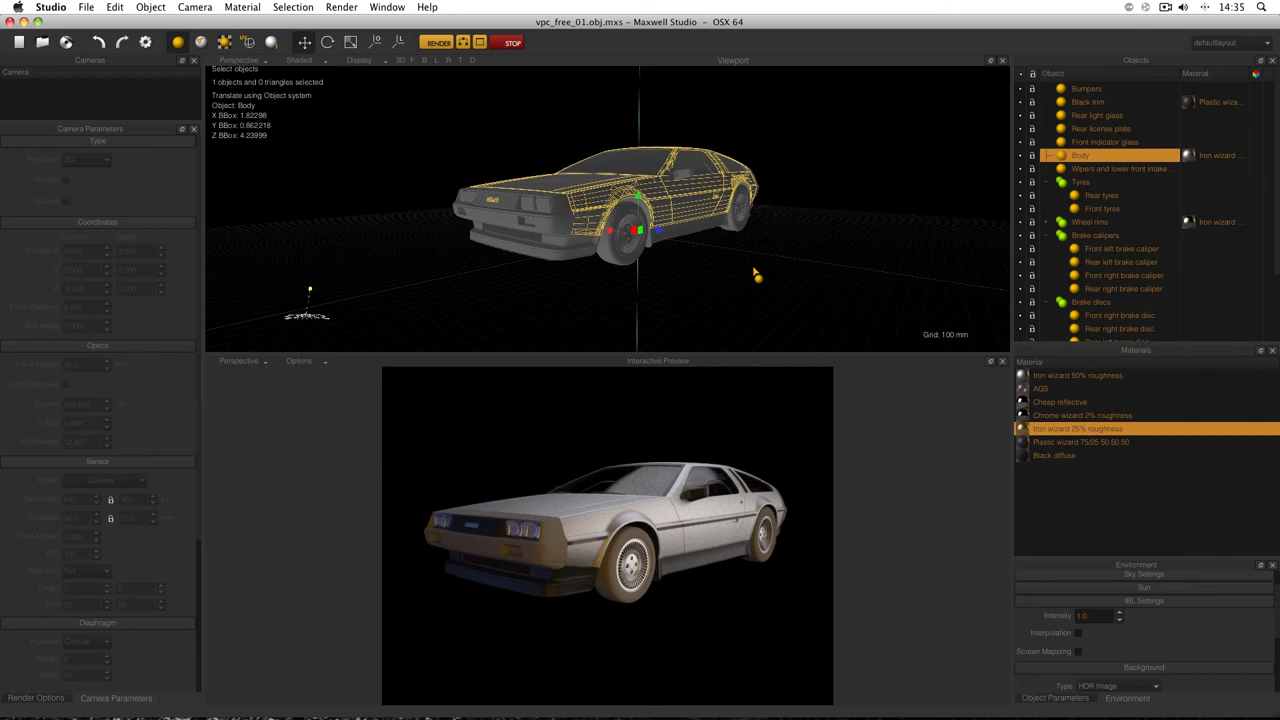 Studio File Edit Object Camera Material Selection Render Window Help 14:35
vpc_free_01.obj.mxs - Maxwell Studio - OSX 64
RENDER STOP defaultlayout
Cameras
Camera
Camera Parameters
Type
Coordinates
Optics
Sensor
Custom
Diaphragm
Render Options Camera Parameters
Perspective Shaded Display 3D F B L R T D Viewport
Select objects
1 objects and 0 triangles selected
Translate using Object system
Object: Body
X BBox: 1.82298
Y BBox: 0.862218
Z BBox: 4.23999
Grid: 100 mm
Perspective Options Interactive Preview
Objects
Object Material
Bumpers
Black trim Plastic wiza...
Rear light glass
Rear license plate
Front indicator glass
Body Iron wizard ...
Wipers and lower front intake...
Tyres
Rear tyres
Front tyres
Wheel rims Iron wizard ...
Brake calipers
Front left brake caliper
Rear left brake caliper
Front right brake caliper
Rear right brake caliper
Brake discs
Front right brake disc
Rear right brake disc
Materials
Material
Iron wizard 50% roughness
AGS
Cheap reflective
Chrome wizard 2% roughness
Iron wizard 25% roughness
Plastic wizard 75/25 50.50.50
Black diffuse
Environment
Sky Settings
Sun
IBL Settings
Intensity 1.0
Interpolation
Screen Mapping
Background
Type HDR Image
Object Parameters Environment